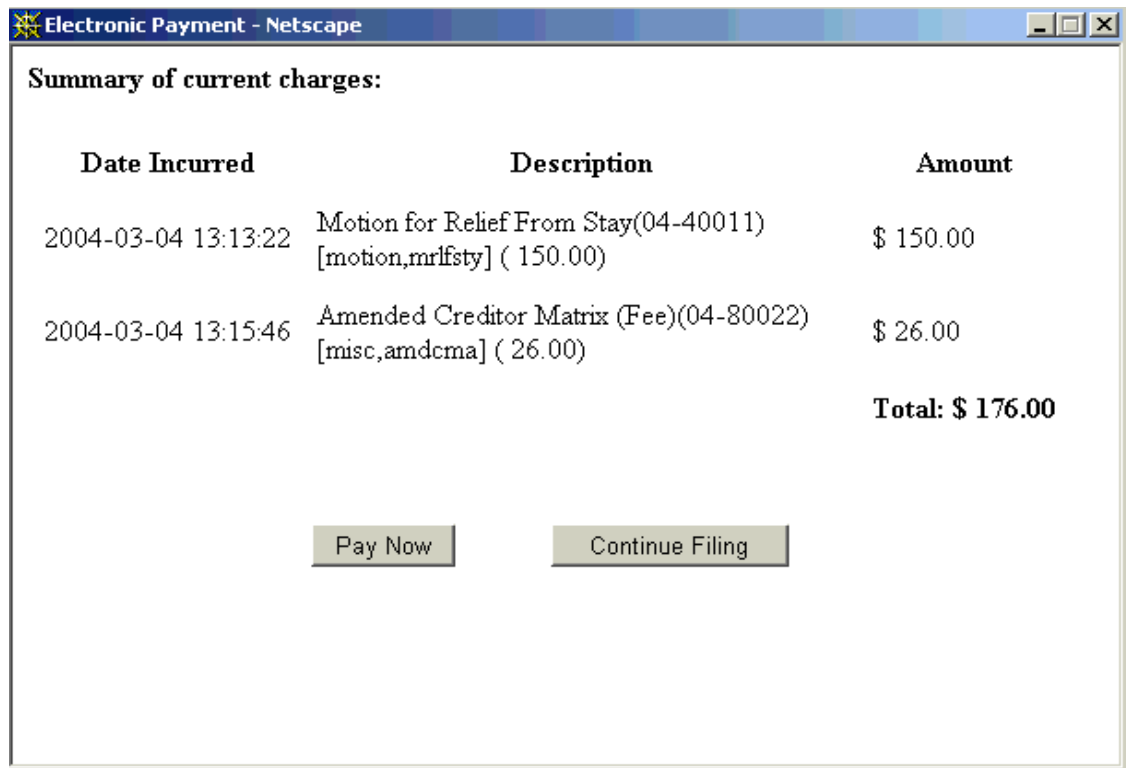 Electronic Payment - Netscape
Summary of current charges:
Date Incurred Description Amount
2004-03-04 13:13:22 Motion for Relief From Stay(04-40011) $ 150.00
[motion,mrlfsty] ( 150.00)
2004-03-04 13:15:46 Amended Creditor Matrix (Fee)(04-80022) $ 26.00
[misc,amdcma] ( 26.00)
Total: $ 176.00
Pay Now Continue Filing